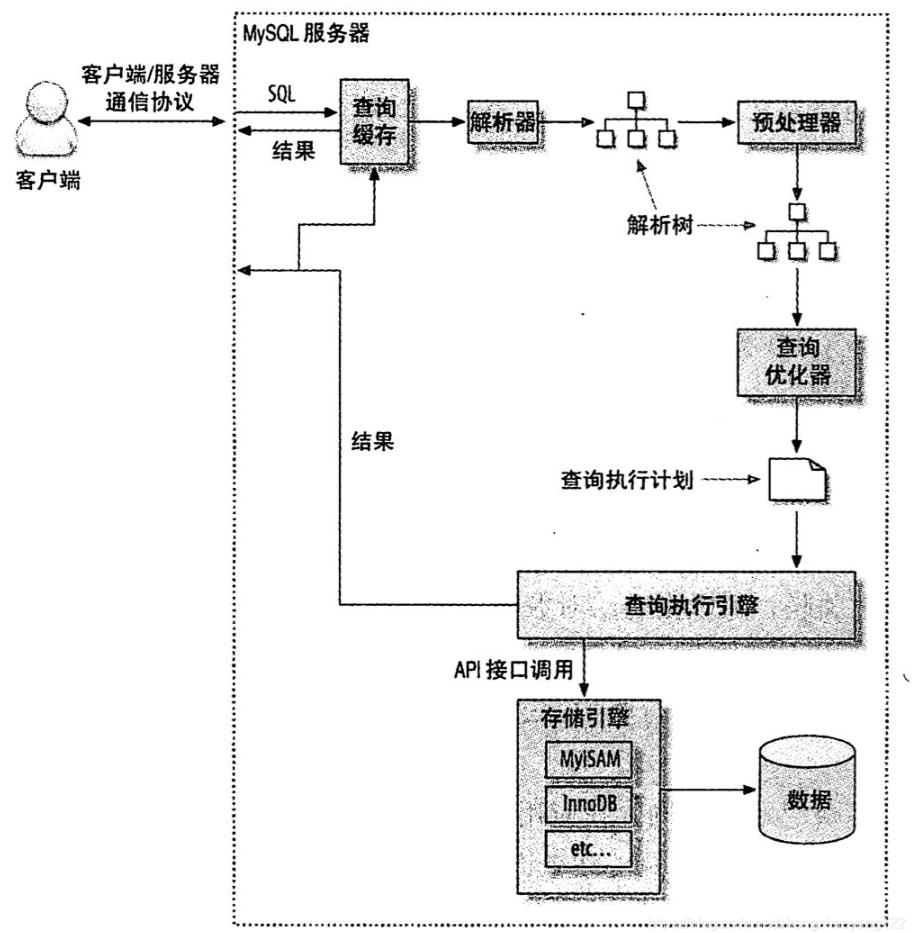 MySQL 服务器
客户端/服务器
通信协议
客户端
SQL
结果
查询
缓存
解析器
预处理器
解析树
查询
优化器
结果
查询执行计划
查询执行引擎
API 接口调用
存储引擎
MyISAM
InnoDB
etc...
数据